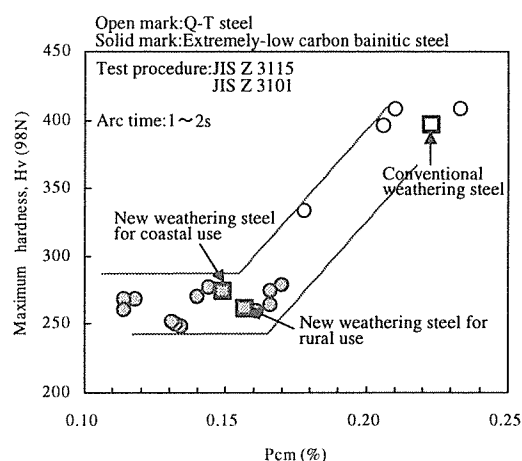 Open mark:Q-T steel
Solid mark:Extremely-low carbon bainitic steel
Test procedure:JIS Z 3115
JIS Z 3101
Arc time:1～2s
Conventional
weathering steel
New weathering steel
for coastal use
New weathering steel for
rural use
Maximum hardness, Hv (98N)
450
400
350
300
250
200
0.10
0.15
0.20
0.25
Pcm (%)